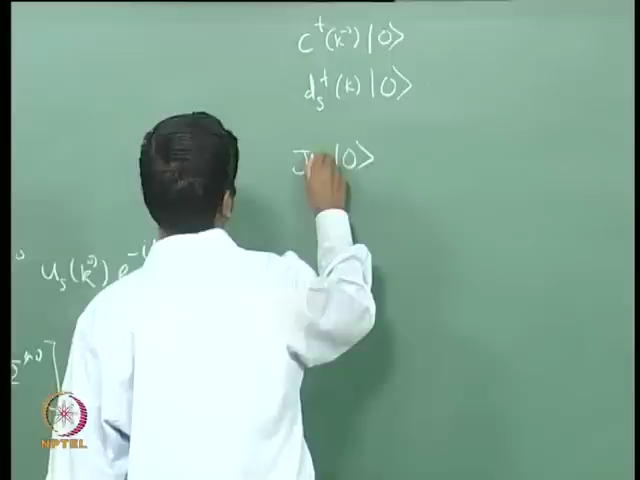 c†(k⃗)|0⟩
d_s†(k)|0⟩
J |0⟩
u_s(k⃗) e^-i
NPTEL